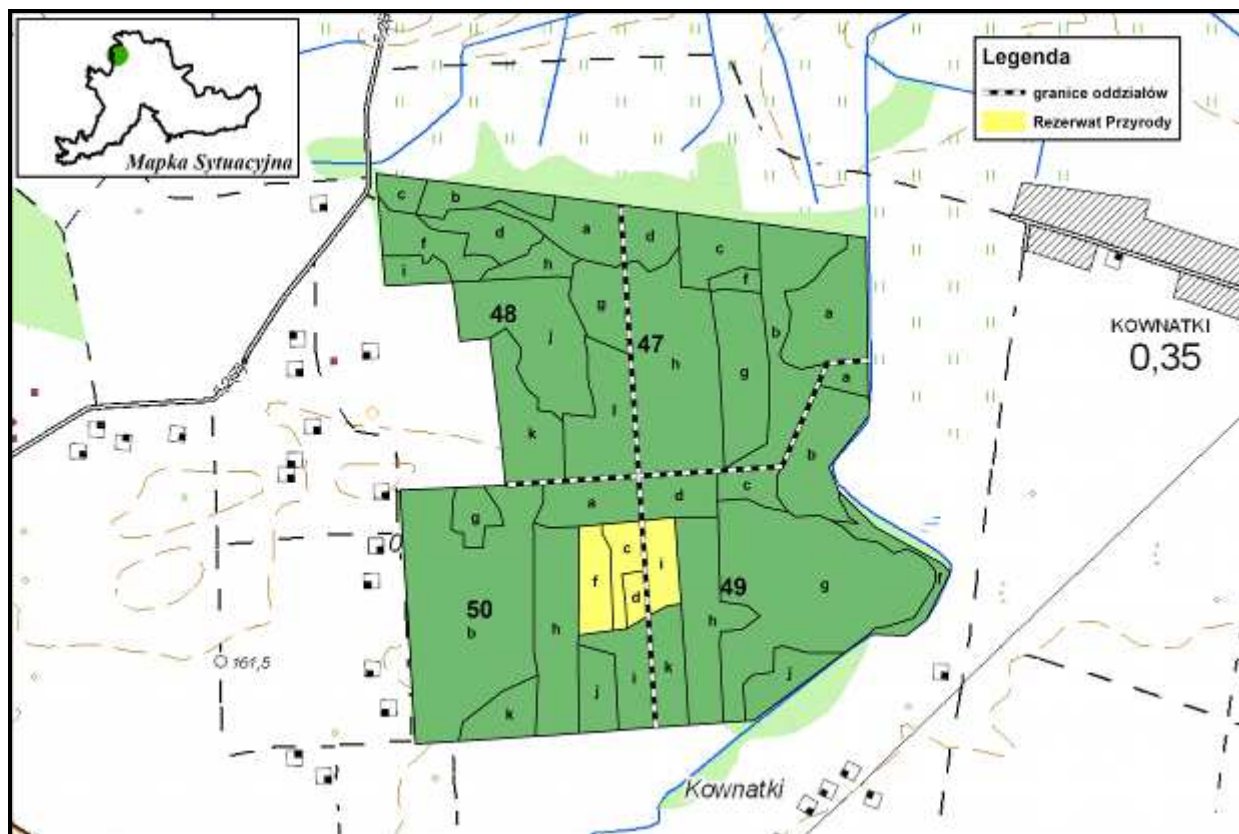 Mapka Sytuacyjna
Legenda
granice oddziałów
Rezerwat Przyrody
c
b
a
d
c
f
d
h
i
f
g
a
b
48
j
47
h
g
a
l
k
b
KOWNATKI
0,35
a
d
c
g
f
c
i
d
50
b
h
49
h
g
f
j
i
k
j
k
161,5
Kownatki